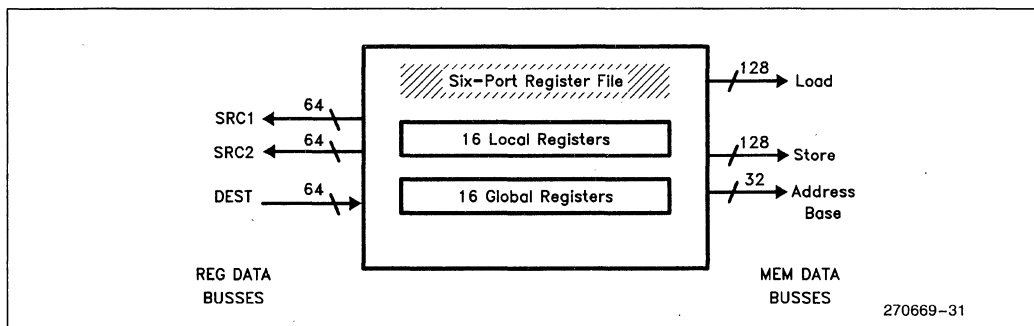 Six-Port Register File
16 Local Registers
16 Global Registers
64
SRC1
64
SRC2
64
DEST
REG DATA
BUSSES
128
Load
128
Store
32
Address
Base
MEM DATA
BUSSES
270669-31